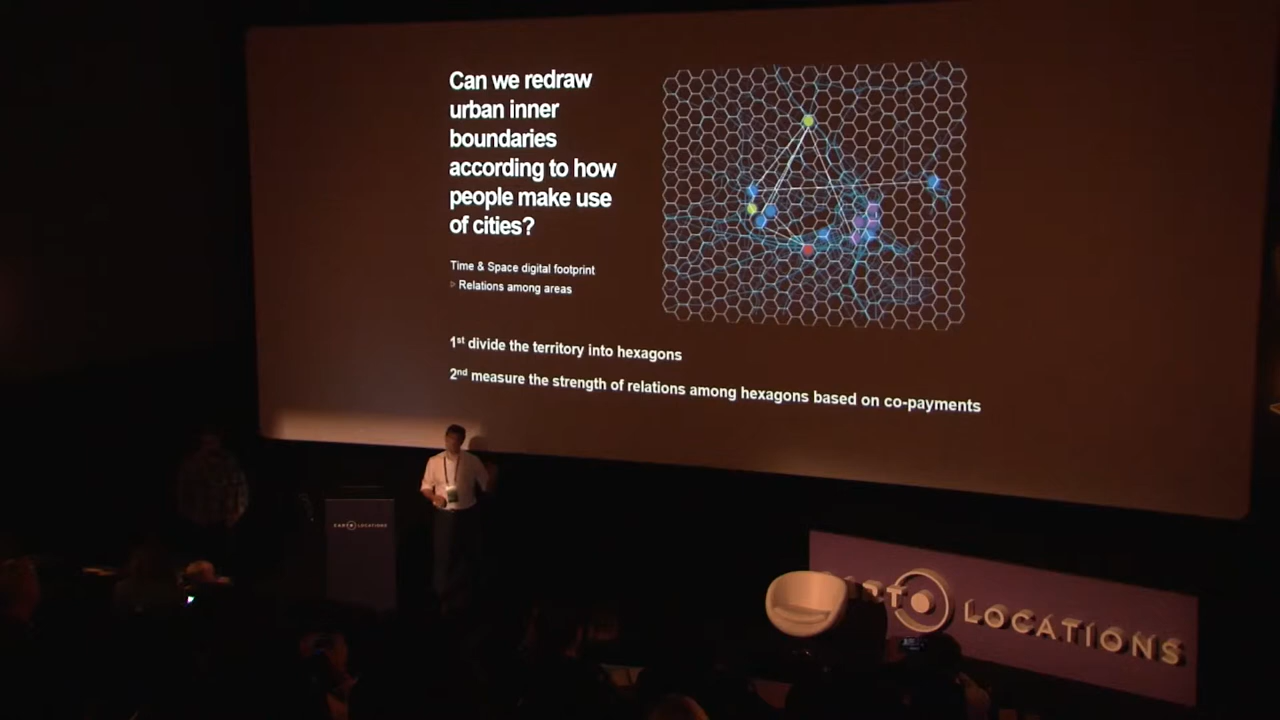 Can we redraw
urban inner
boundaries
according to how
people make use
of cities?
Time & Space digital footprint
Relations among areas
1st divide the territory into hexagons
2nd measure the strength of relations among hexagons based on co-payments
CARTO LOCATIONS
LOCATIONS